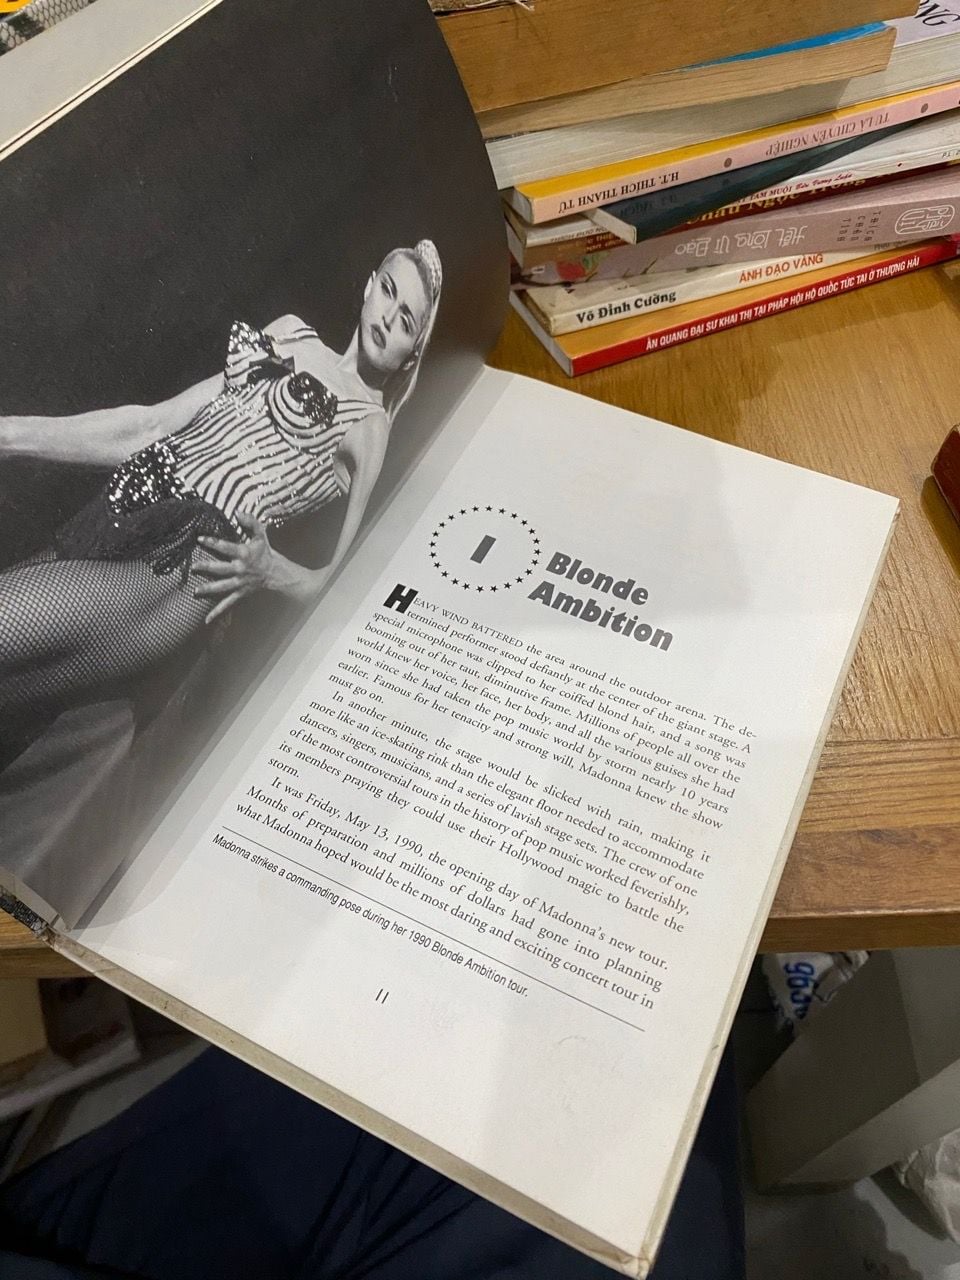 TU LÀ CHUYỂN NGHIỆP
H.T. THÍCH THANH TỪ
Hết Lòng Vì Đạo
THÍCH CHÂN TÍNH
ÁNH ĐẠO VÀNG
Võ Đình Cường
ÂN QUANG ĐẠI SƯ KHAI THỊ TẠI PHÁP HỘI HỘ QUỐC TỨC TAI Ở THƯỢNG HẢI
I
Blonde
Ambition
HEAVY WIND BATTERED the area around the outdoor arena. The de-
termined performer stood defiantly at the center of the giant stage. A
special microphone was clipped to her coiffed blond hair, and a song was
booming out of her taut, diminutive frame. Millions of people all over the
world knew her voice, her face, her body, and all the various guises she had
worn since she had taken the pop music world by storm nearly 10 years
earlier. Famous for her tenacity and strong will, Madonna knew the show
must go on.
In another minute, the stage would be slicked with rain, making it
more like an ice-skating rink than the elegant floor needed to accommodate
dancers, singers, musicians, and a series of lavish stage sets. The crew of one
of the most controversial tours in the history of pop music worked feverishly,
its members praying they could use their Hollywood magic to battle the
storm.
It was Friday, May 13, 1990, the opening day of Madonna's new tour.
Months of preparation and millions of dollars had gone into planning
what Madonna hoped would be the most daring and exciting concert tour in
Madonna strikes a commanding pose during her 1990 Blonde Ambition tour.
11